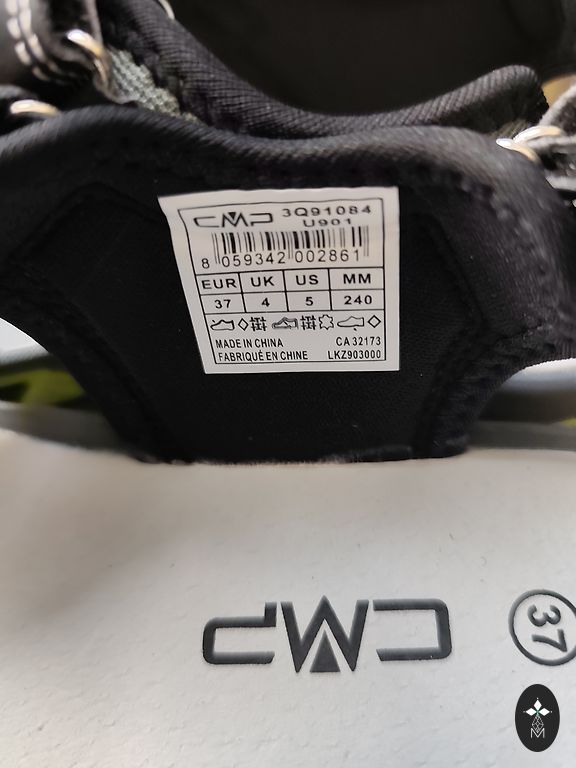 CMP 3Q91084
U901
8 059342 002861
EUR UK US MM
37 4 5 240
MADE IN CHINA CA 32173
FABRIQUÉ EN CHINE LKZ903000
CMP
37
M